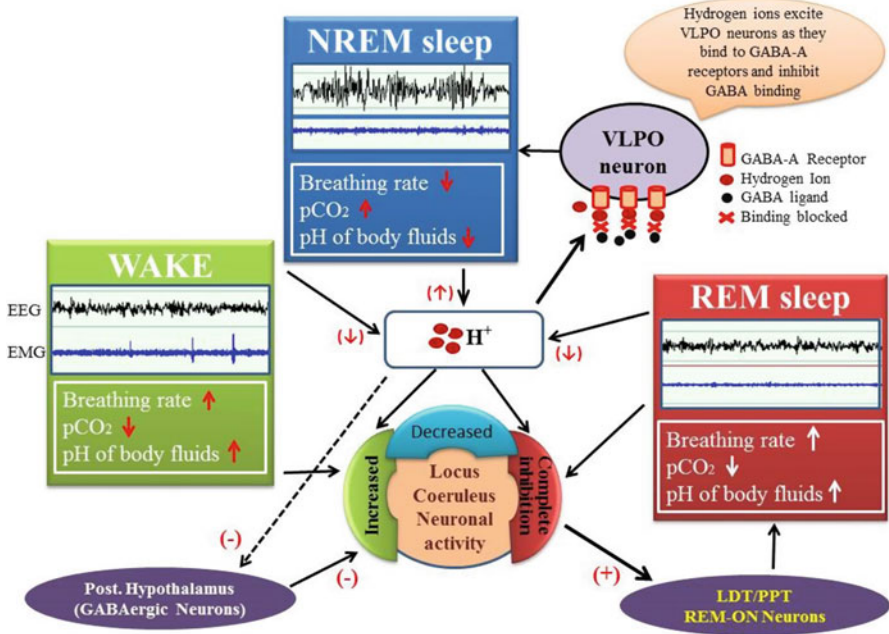 Hydrogen ions excite
VLPO neurons as they
bind to GABA-A
receptors and inhibit
GABA binding
NREM sleep
Breathing rate ↓
pCO₂ ↑
pH of body fluids ↓
VLPO
neuron
GABA-A Receptor
Hydrogen Ion
GABA ligand
Binding blocked
WAKE
EEG
EMG
Breathing rate ↑
pCO₂ ↓
pH of body fluids ↑
(↓)
(↑)
H⁺
(↓)
REM sleep
Breathing rate ↑
pCO₂ ↓
pH of body fluids ↑
Decreased
Increased
Locus
Coeruleus
Neuronal
activity
Complete
inhibition
(-)
(-)
(+)
Post. Hypothalamus
(GABAergic Neurons)
LDT/PPT
REM-ON Neurons